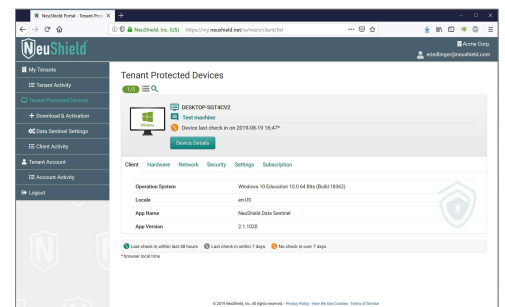 NeuShield Portal - Tenant Prote
NeuShield, Inc. (US) https://my.neushield.net/w/main/client/list
NeuShield
Acme Corp.
eriedlinger@neushield.com
My Tenants
Tenant Activity
Tenant Protected Devices
Download & Activation
Data Sentinel Settings
Client Activity
Tenant Account
Account Activity
Logout
Tenant Protected Devices
1/5
Windows
DESKTOP-SGT4CV2
Test machine
Device last check in on 2019-08-19 16:47*
Device Details
Client Hardware Network Security Settings Subscription
Operation System Windows 10 Education 10.0 64 Bits (Build 18362)
Locale en-US
App Name NeuShield Data Sentinel
App Version 2.1.1020
Last check in within last 48 hours Last check in within 7 days No check in over 7 days
* browser local time
© 2019 NeuShield, Inc. All rights reserved. - Privacy Policy - How We Use Cookies - Terms of Service